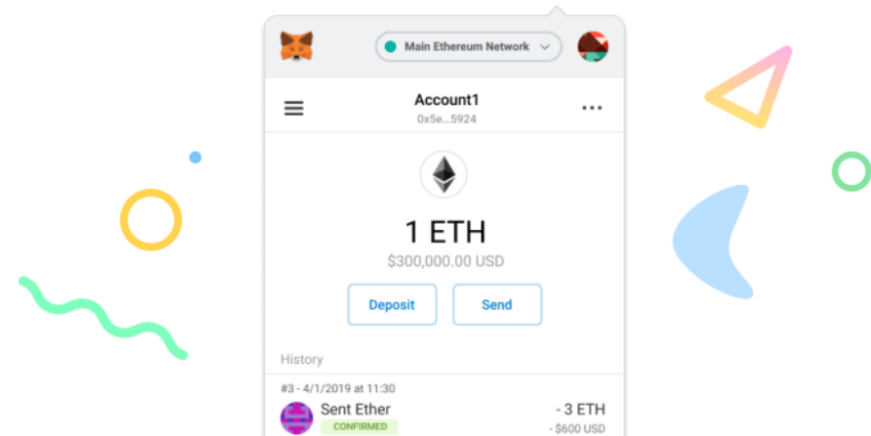 Main Ethereum Network
Account1
0x5e...5924
1 ETH
$300,000.00 USD
Deposit Send
History
#3 - 4/1/2019 at 11:30
Sent Ether - 3 ETH
CONFIRMED - $600 USD